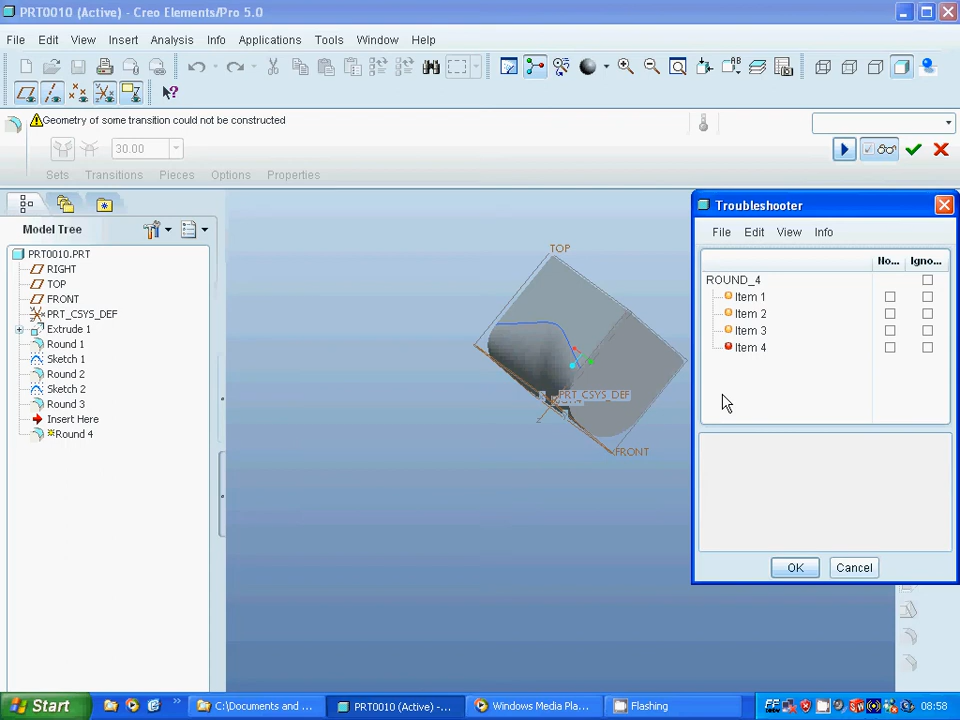 PRT0010 (Active) - Creo Elements/Pro 5.0
File Edit View Insert Analysis Info Applications Tools Window Help
Geometry of some transition could not be constructed
30.00
Sets Transitions Pieces Options Properties
Model Tree
PRT0010.PRT
RIGHT
TOP
FRONT
PRT_CSYS_DEF
Extrude 1
Round 1
Sketch 1
Round 2
Sketch 2
Round 3
Insert Here
Round 4
TOP
PRT_CSYS_DEF
Z
FRONT
Troubleshooter
File Edit View Info
No... Igno...
ROUND_4
Item 1
Item 2
Item 3
Item 4
OK Cancel
Start
C:\Documents and ...
PRT0010 (Active) -...
Windows Media Pla...
Flashing
08:58